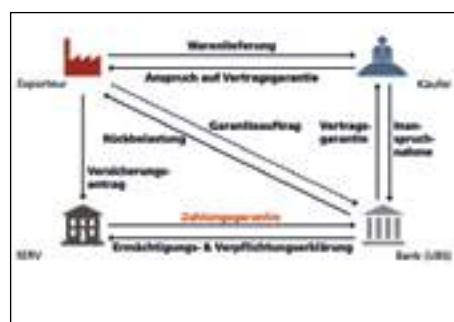 Warenlieferung
Anspruch auf Vertragsgarantie
Exporteur
Käufer
Garantieauftrag
Vertrags-
garantie
Inan-
spruch-
nahme
Rückbelastung
Versicherungs-
antrag
Zahlungsgarantie
Ermächtigungs- & Verpflichtungserklärung
SERV
Bank (UBS)